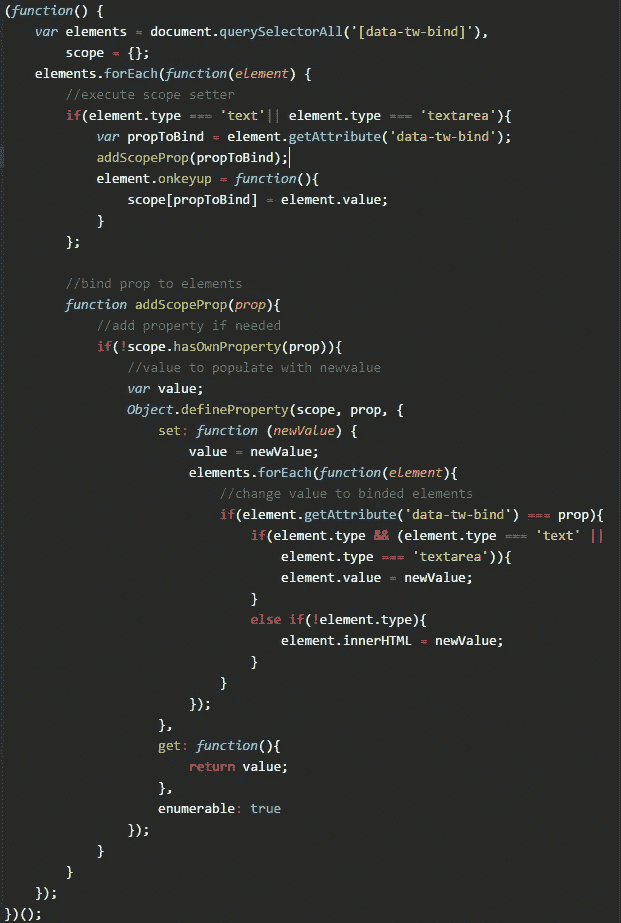 (function() {
    var elements = document.querySelectorAll('[data-tw-bind]'),
        scope = {};
    elements.forEach(function(element) {
        //execute scope setter
        if(element.type === 'text'|| element.type === 'textarea'){
            var propToBind = element.getAttribute('data-tw-bind');
            addScopeProp(propToBind);
            element.onkeyup = function(){
                scope[propToBind] = element.value;
            }
        };

        //bind prop to elements
        function addScopeProp(prop){
            //add property if needed
            if(!scope.hasOwnProperty(prop)){
                //value to populate with newvalue
                var value;
                Object.defineProperty(scope, prop, {
                    set: function (newValue) {
                        value = newValue;
                        elements.forEach(function(element){
                            //change value to binded elements
                            if(element.getAttribute('data-tw-bind') === prop){
                                if(element.type && (element.type === 'text' ||
                                    element.type === 'textarea')){
                                    element.value = newValue;
                                }
                                else if(!element.type){
                                    element.innerHTML = newValue;
                                }
                            }
                        });
                    },
                    get: function(){
                        return value;
                    },
                    enumerable: true
                });
            }
        }
    });
})();